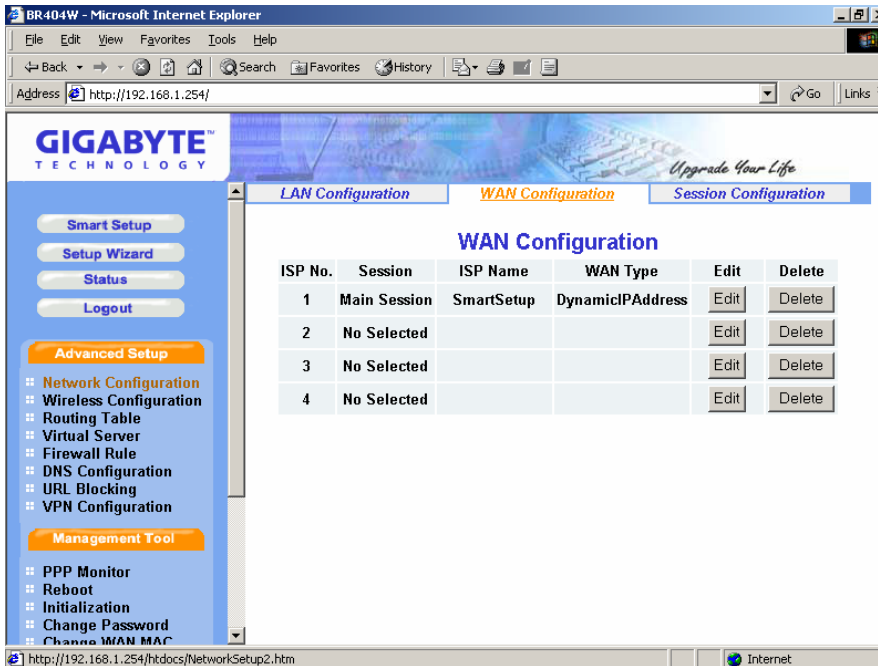 BR404W - Microsoft Internet Explorer
File Edit View Favorites Tools Help
Back Search Favorites History
Address http://192.168.1.254/ Go Links
GIGABYTE™
TECHNOLOGY
Upgrade Your Life
LAN Configuration WAN Configuration Session Configuration
Smart Setup
Setup Wizard
Status
Logout
Advanced Setup
Network Configuration
Wireless Configuration
Routing Table
Virtual Server
Firewall Rule
DNS Configuration
URL Blocking
VPN Configuration
Management Tool
PPP Monitor
Reboot
Initialization
Change Password
Change WAN MAC
WAN Configuration
ISP No. Session ISP Name WAN Type Edit Delete
1 Main Session SmartSetup DynamicIPAddress Edit Delete
2 No Selected Edit Delete
3 No Selected Edit Delete
4 No Selected Edit Delete
http://192.168.1.254/htdocs/NetworkSetup2.htm Internet